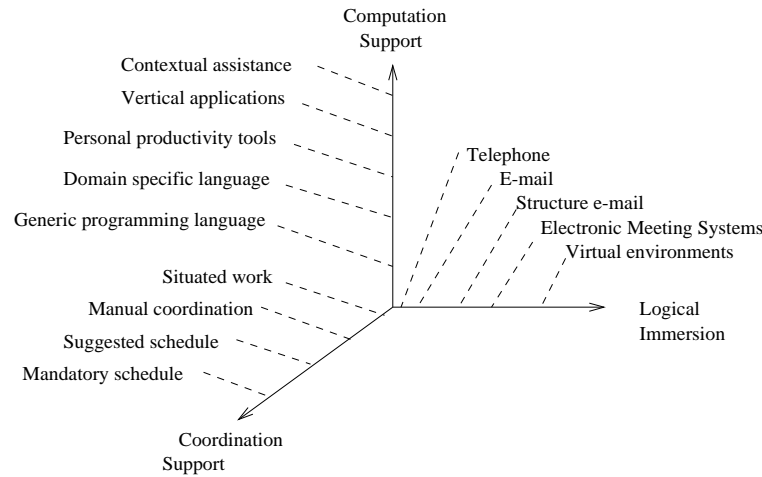 Computation
Support
Contextual assistance
Vertical applications
Personal productivity tools
Domain specific language
Generic programming language
Telephone
E-mail
Structure e-mail
Electronic Meeting Systems
Virtual environments
Situated work
Manual coordination
Suggested schedule
Mandatory schedule
Logical
Immersion
Coordination
Support